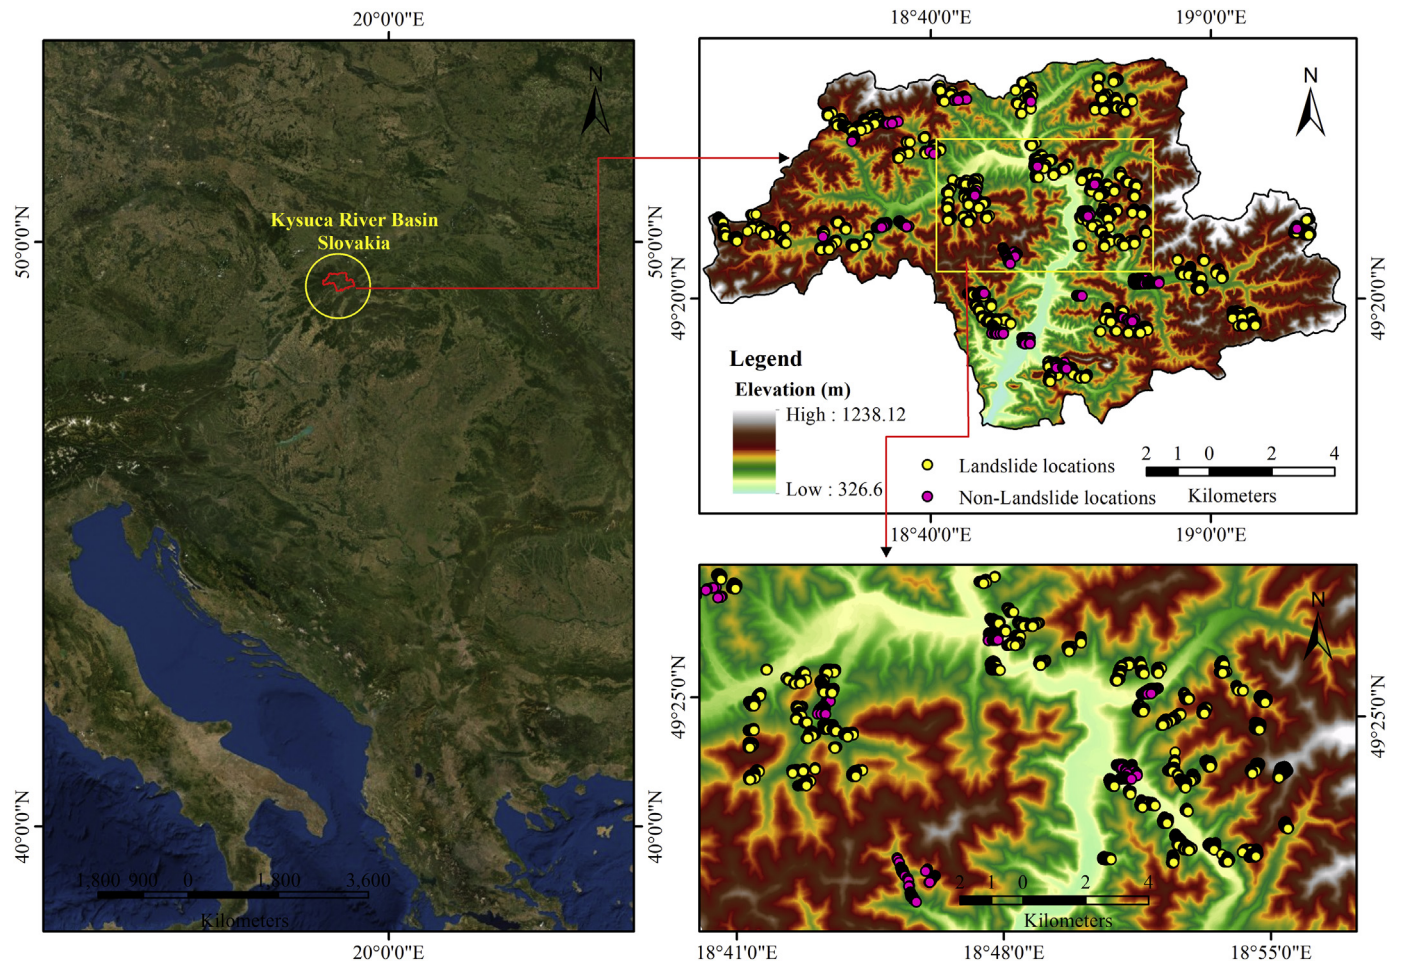 20°0'0"E
N
Kysuca River Basin
Slovakia
50°0'0"N
50°0'0"N
40°0'0"N
40°0'0"N
1,800 900 0 1,800 3,600
Kilometers
20°0'0"E
18°40'0"E 19°0'0"E
N
49°20'0"N
Legend
Elevation (m)
High : 1238.12
Low : 326.6
Landslide locations
Non-Landslide locations
2 1 0 2 4
Kilometers
49°20'0"N
18°40'0"E 19°0'0"E
N
49°25'0"N
49°25'0"N
2 1 0 2 4
Kilometers
18°41'0"E 18°48'0"E 18°55'0"E